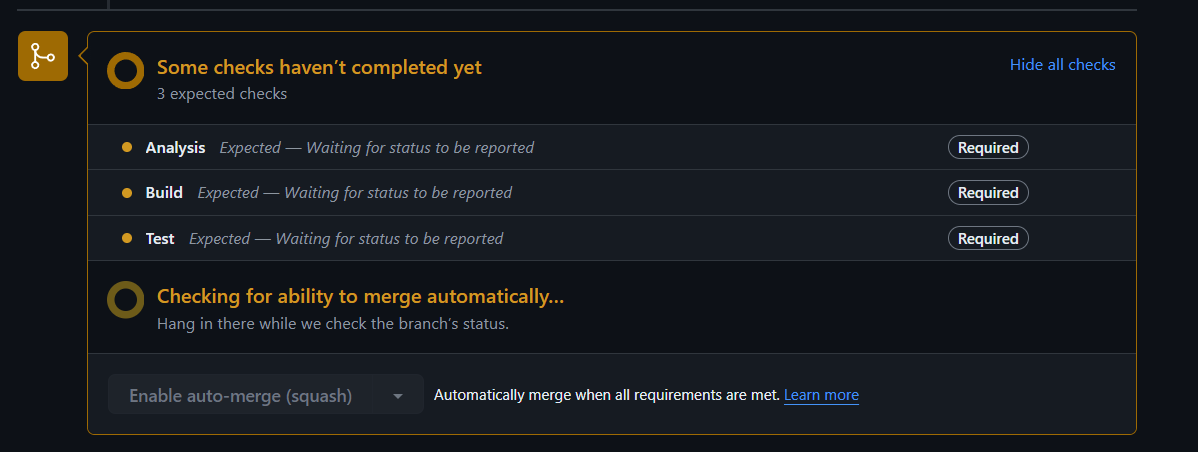 Some checks haven’t completed yet
Hide all checks
3 expected checks
Analysis Expected — Waiting for status to be reported Required
Build Expected — Waiting for status to be reported Required
Test Expected — Waiting for status to be reported Required
Checking for ability to merge automatically...
Hang in there while we check the branch’s status.
Enable auto-merge (squash) Automatically merge when all requirements are met. Learn more